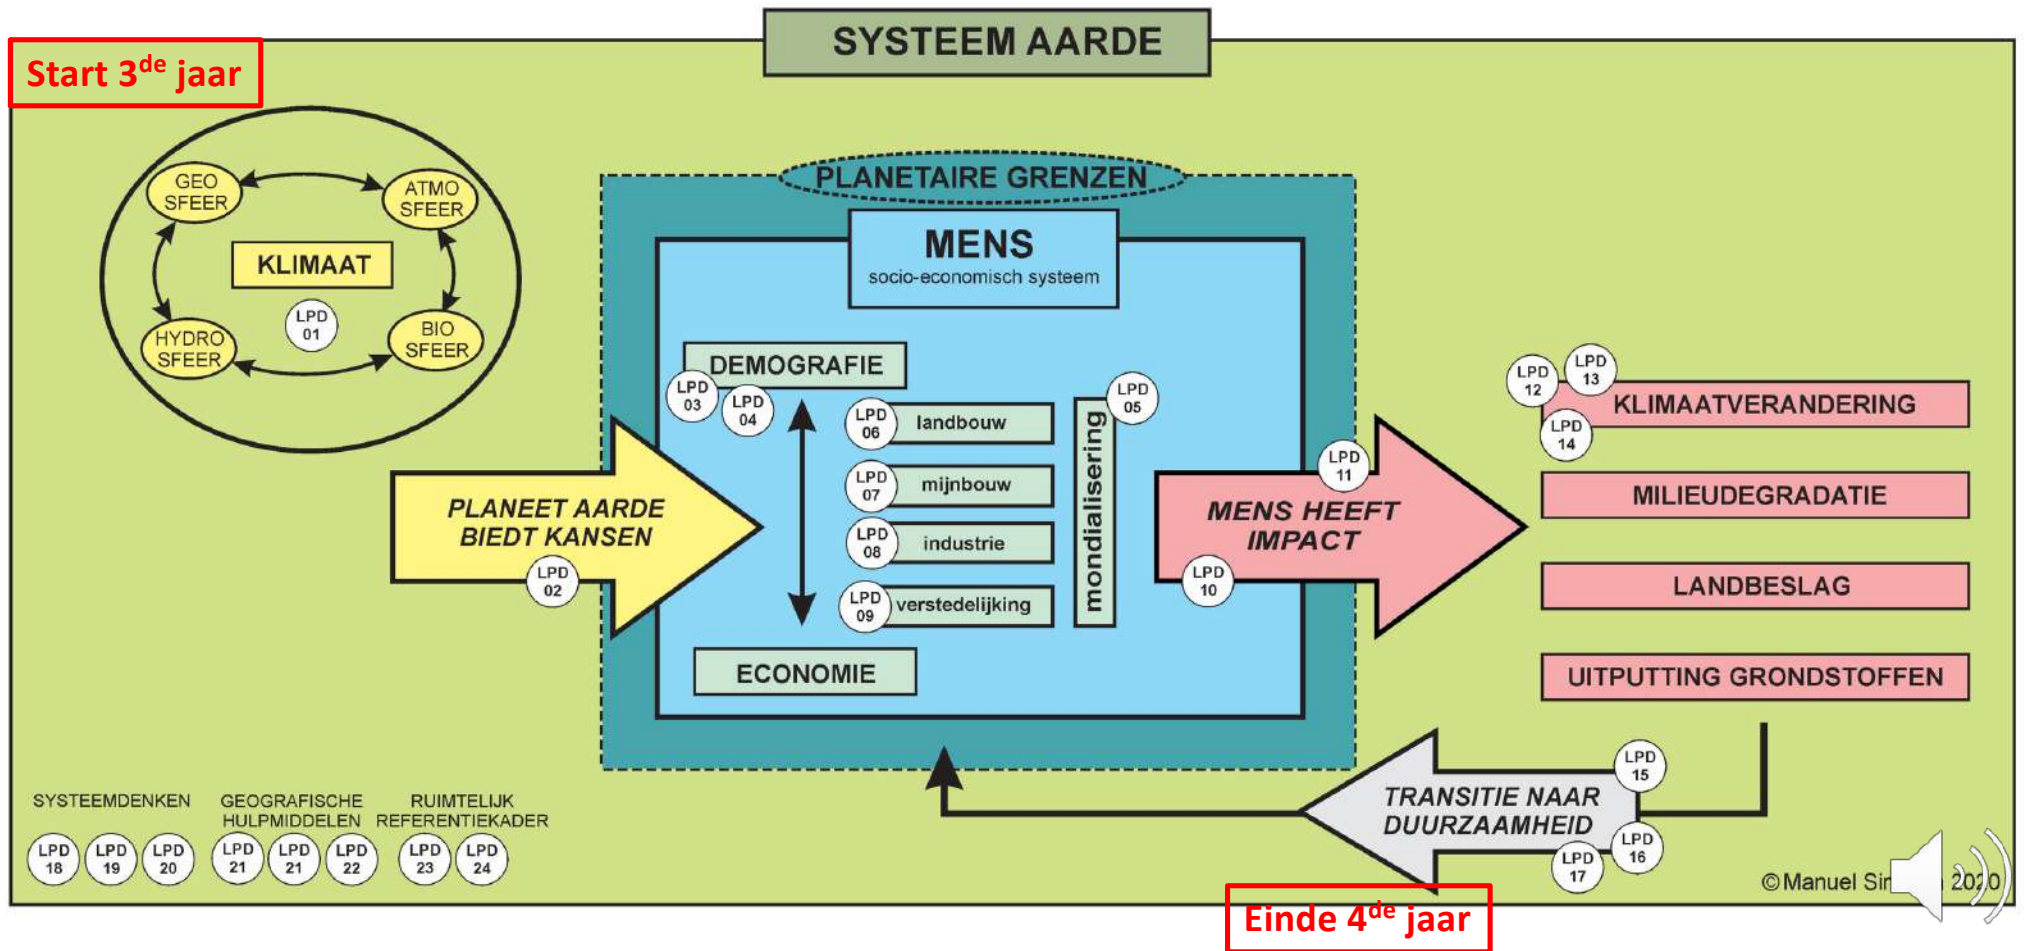 SYSTEEM AARDE
Start 3de jaar
GEO
SFEER
ATMO
SFEER
KLIMAAT
LPD
01
HYDRO
SFEER
BIO
SFEER
PLANETAIRE GRENZEN
MENS
socio-economisch systeem
DEMOGRAFIE
LPD
03
LPD
04
LPD
05
LPD
06
landbouw
LPD
07
mijnbouw
LPD
08
industrie
LPD
09
verstedelijking
mondialisering
ECONOMIE
PLANEET AARDE
BIEDT KANSEN
LPD
02
LPD
11
MENS HEEFT
IMPACT
LPD
10
LPD
12
LPD
13
KLIMAATVERANDERING
LPD
14
MILIEUDEGRADATIE
LANDBESLAG
UITPUTTING GRONDSTOFFEN
LPD
15
TRANSITIE NAAR
DUURZAAMHEID
LPD
16
LPD
17
SYSTEEMDENKEN
LPD
18
LPD
19
LPD
20
GEOGRAFISCHE
HULPMIDDELEN
LPD
21
LPD
21
LPD
22
RUIMTELIJK
REFERENTIEKADER
LPD
23
LPD
24
©Manuel 2020
Einde 4de jaar